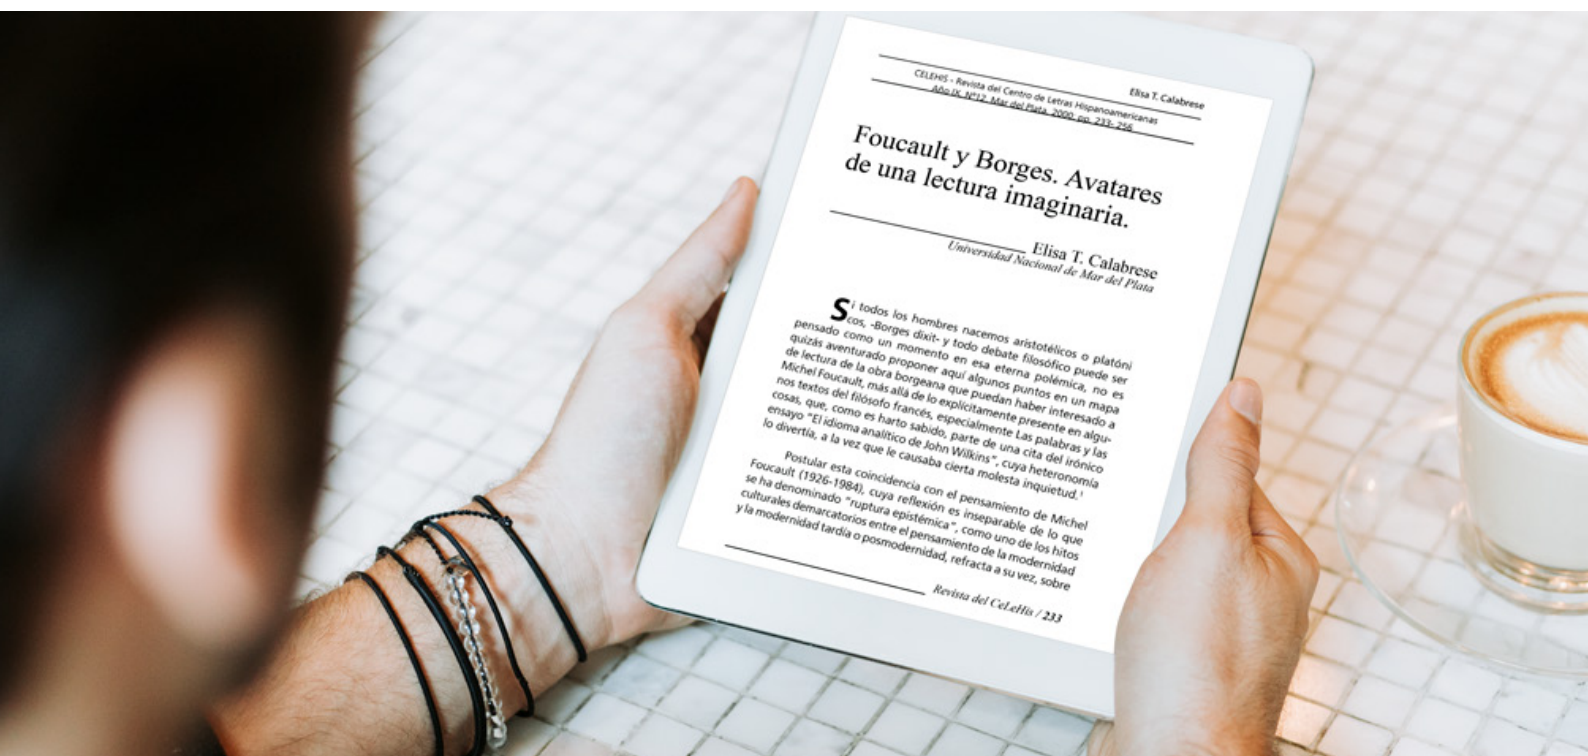 Elisa T. Calabrese
CELEHIS - Revista del Centro de Letras Hispanoamericanas
Año IX, Nº12. Mar del Plata, 2000; pp. 233- 256
Foucault y Borges. Avatares
de una lectura imaginaria.
Elisa T. Calabrese
Universidad Nacional de Mar del Plata
Si todos los hombres nacemos aristotélicos o platóni
cos, -Borges dixit- y todo debate filosófico puede ser
pensado como un momento en esa eterna polémica, no es
quizás aventurado proponer aquí algunos puntos en un mapa
de lectura de la obra borgeana que puedan haber interesado a
Michel Foucault, más allá de lo explícitamente presente en algu-
nos textos del filósofo francés, especialmente Las palabras y las
cosas, que, como es harto sabido, parte de una cita del irónico
ensayo "El idioma analítico de John Wilkins", cuya heteronomía
lo divertía, a la vez que le causaba cierta molesta inquietud.¹
Postular esta coincidencia con el pensamiento de Michel
Foucault (1926-1984), cuya reflexión es inseparable de lo que
se ha denominado "ruptura epistémica", como uno de los hitos
culturales demarcatorios entre el pensamiento de la modernidad
y la modernidad tardía o posmodernidad, refracta a su vez, sobre
Revista del CeLeHis / 233